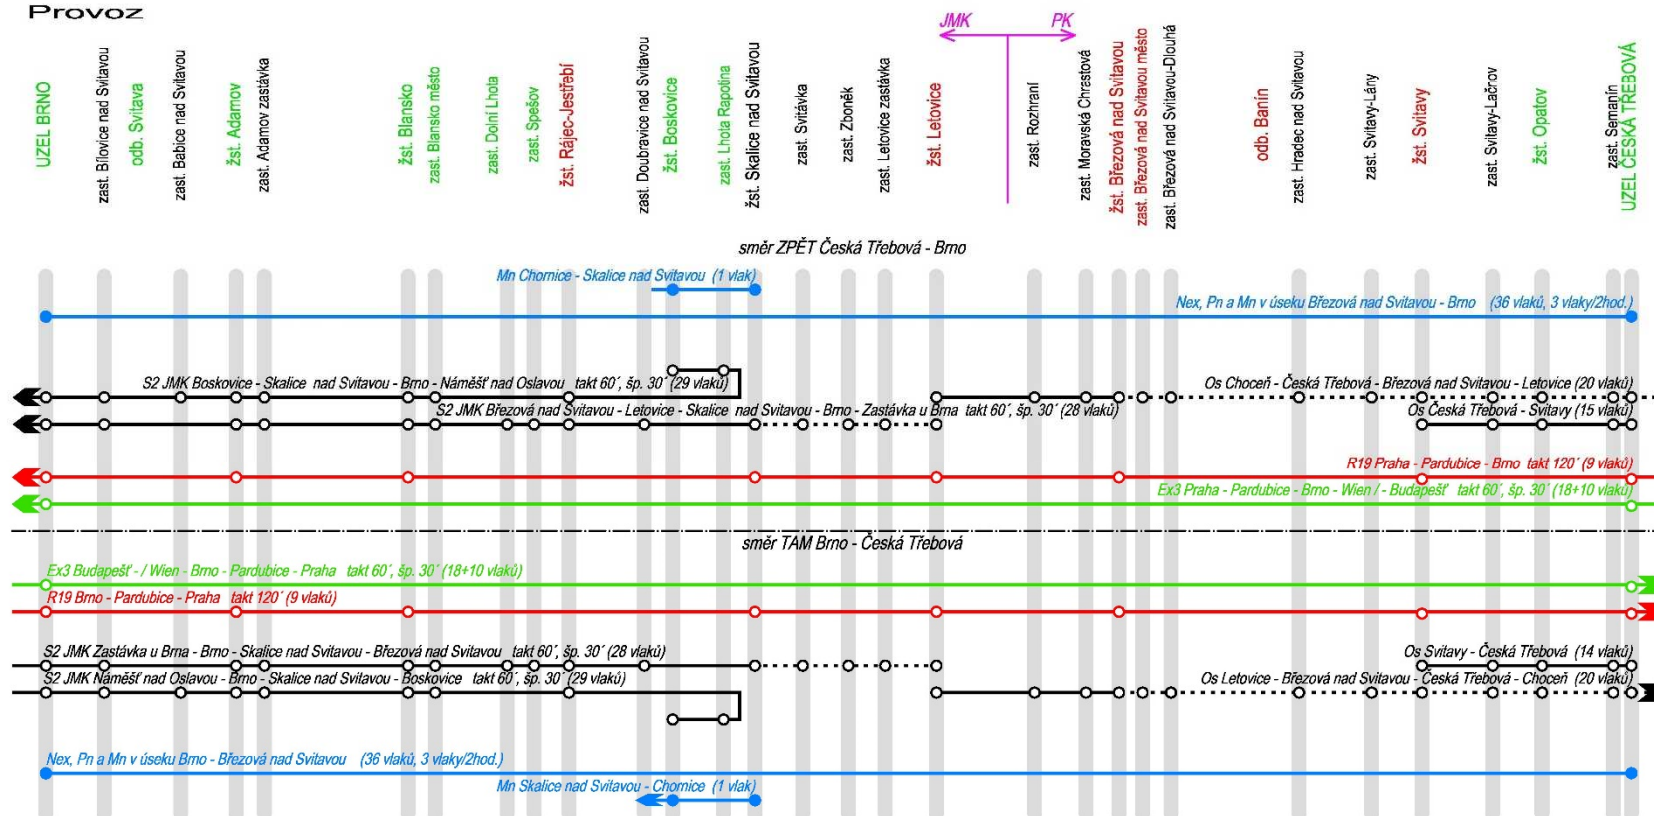 Provoz
JMK
PK
UZEL BRNO
zast. Bílovice nad Svitavou
odb. Svitava
zast. Babice nad Svitavou
žst. Adamov
zast. Adamov zastávka
žst. Blansko
zast. Blansko město
zast. Dolní Lhota
zast. Spešov
žst. Rájec-Jestřebí
zast. Doubravice nad Svitavou
žst. Boskovice
zast. Lhota Rapotina
žst. Skalice nad Svitavou
zast. Svitávka
zast. Zboněk
zast. Letovice zastávka
žst. Letovice
zast. Rozhraní
zast. Moravská Chrastová
žst. Březová nad Svitavou
zast. Březová nad Svitavou město
zast. Březová nad Svitavou-Dlouhá
odb. Banín
zast. Hradec nad Svitavou
zast. Svitavy-Lány
žst. Svitavy
zast. Svitavy-Lačnov
žst. Opatov
zast. Semanín
UZEL ČESKÁ TŘEBOVÁ
směr ZPĚT Česká Třebová - Brno
Mn Chornice - Skalice nad Svitavou (1 vlak)
Nex, Pn a Mn v úseku Březová nad Svitavou - Brno (36 vlaků, 3 vlaky/2hod.)
S2 JMK Boskovice - Skalice nad Svitavou - Brno - Náměšť nad Oslavou takt 60´, šp. 30´ (29 vlaků)
Os Choceň - Česká Třebová - Březová nad Svitavou - Letovice (20 vlaků)
S2 JMK Březová nad Svitavou - Letovice - Skalice nad Svitavou - Brno - Zastávka u Brna takt 60´, šp. 30´ (28 vlaků)
Os Česká Třebová - Svitavy (15 vlaků)
R19 Praha - Pardubice - Brno takt 120´ (9 vlaků)
Ex3 Praha - Pardubice - Brno - Wien / - Budapešť takt 60´, šp. 30´ (18+10 vlaků)
směr TAM Brno - Česká Třebová
Ex3 Budapešť - / Wien - Brno - Pardubice - Praha takt 60´, šp. 30´ (18+10 vlaků)
R19 Brno - Pardubice - Praha takt 120´ (9 vlaků)
S2 JMK Zastávka u Brna - Brno - Skalice nad Svitavou - Březová nad Svitavou takt 60´, šp. 30´ (28 vlaků)
Os Svitavy - Česká Třebová (14 vlaků)
S2 JMK Náměšť nad Oslavou - Brno - Skalice nad Svitavou - Boskovice takt 60´, šp. 30´ (29 vlaků)
Os Letovice - Březová nad Svitavou - Česká Třebová - Choceň (20 vlaků)
Nex, Pn a Mn v úseku Brno - Březová nad Svitavou (36 vlaků, 3 vlaky/2hod.)
Mn Skalice nad Svitavou - Chornice (1 vlak)